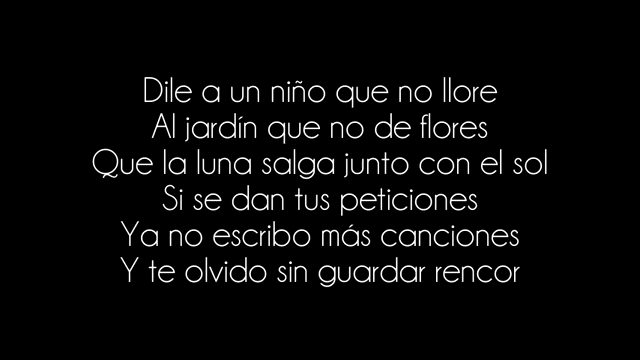 Dile a un niño que no llore
Al jardín que no de flores
Que la luna salga junto con el sol
Si se dan tus peticiones
Ya no escribo más canciones
Y te olvido sin guardar rencor